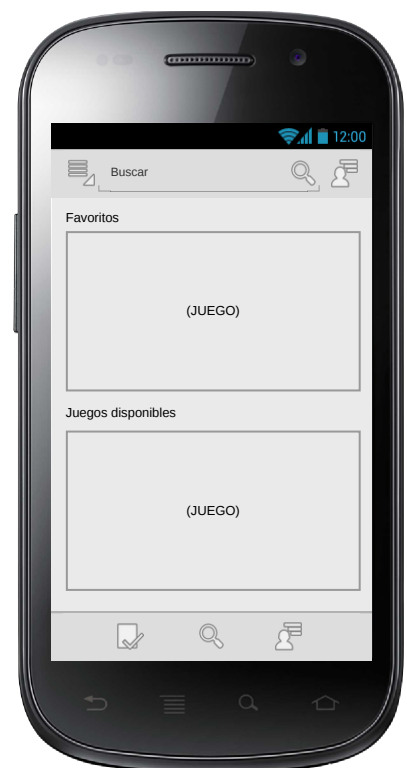 12:00
Buscar
Favoritos
(JUEGO)
Juegos disponibles
(JUEGO)